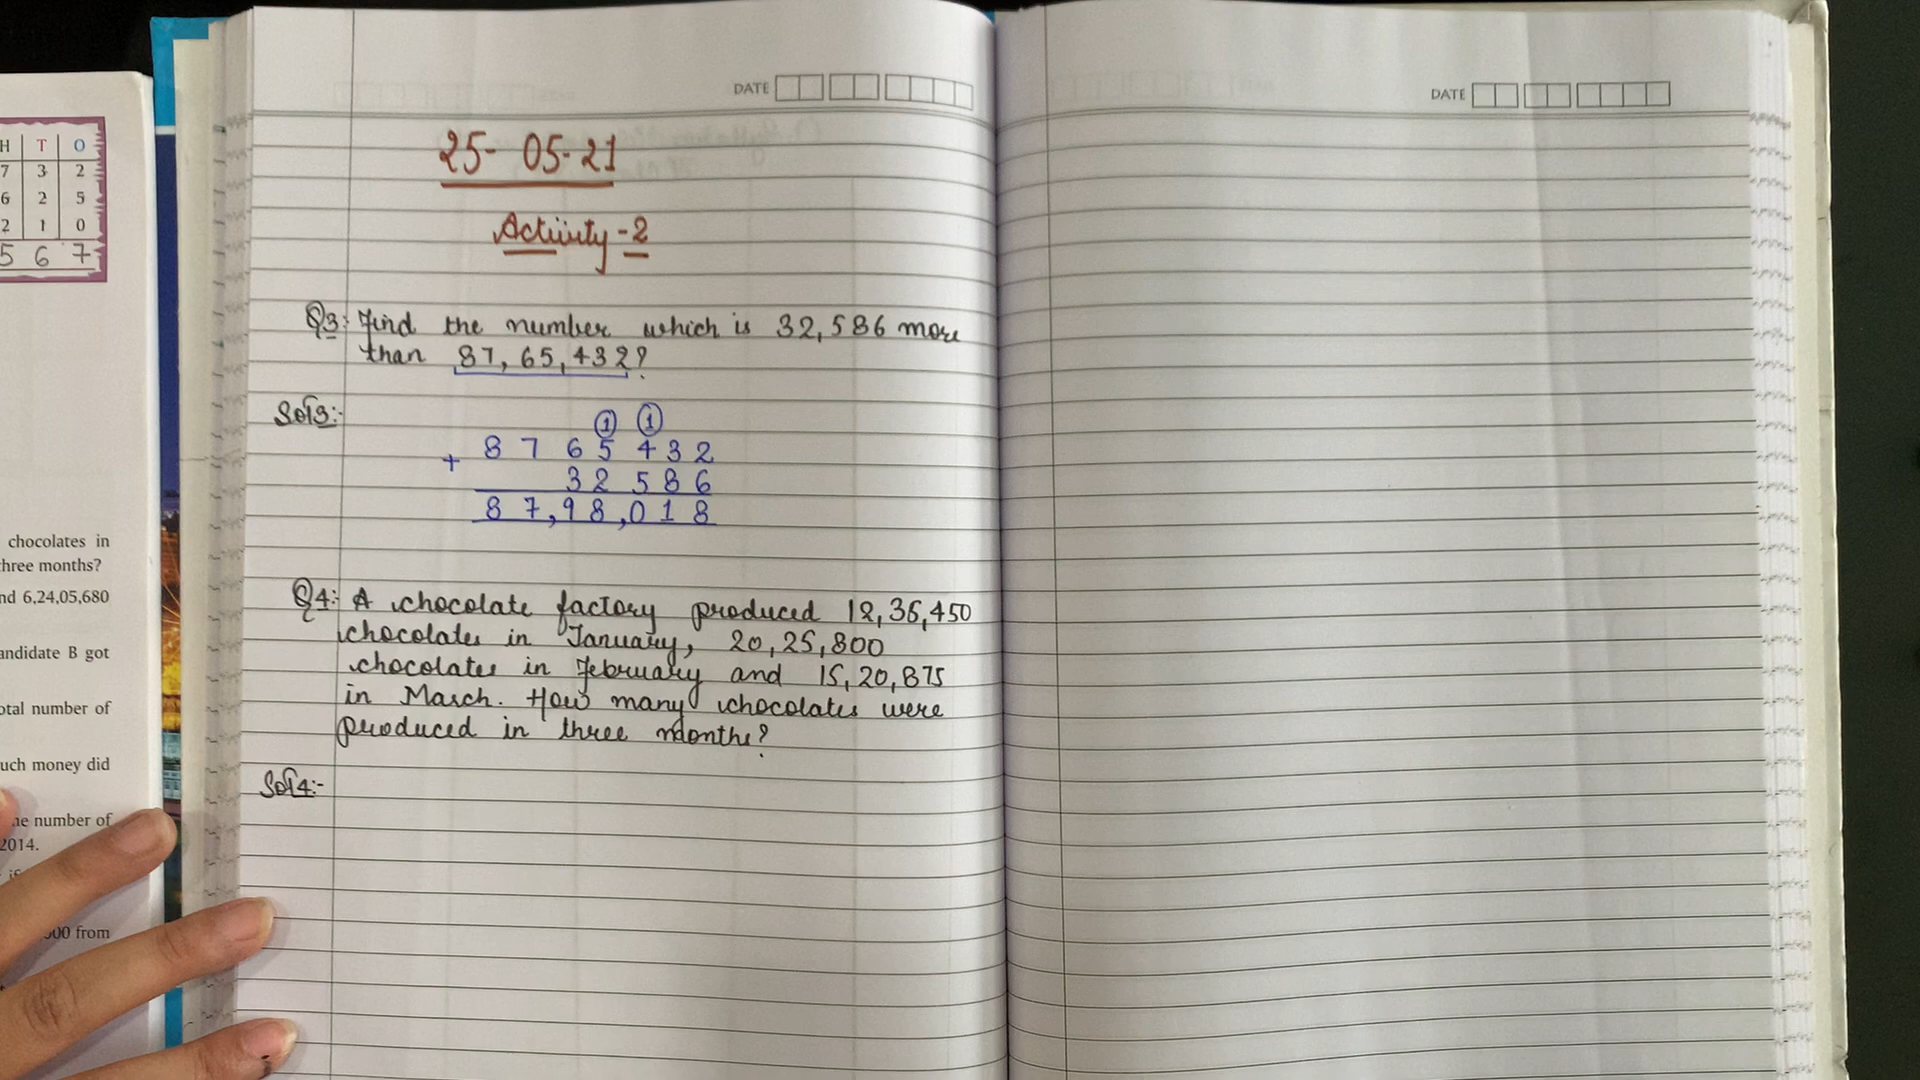 H T O
7 3 2
6 2 5
2 1 0
5 6 7
chocolates in
three months?
nd 6,24,05,680
andidate B got
otal number of
uch money did
he number of
2014.
if
000 from
DATE
25-05-21
Activity-2
Q3: Find the number which is 32,586 more
than 87,65,432?
Sol3:-
1 1
8 7 6 5 4 3 2
+ 3 2 5 8 6
8 7,9 8,0 1 8
Q4:- A chocolate factory produced 12,36,450
chocolates in January, 20,25,800
chocolates in February and 15,20,875
in March. How many chocolates were
produced in three months?
Sol4:-
DATE